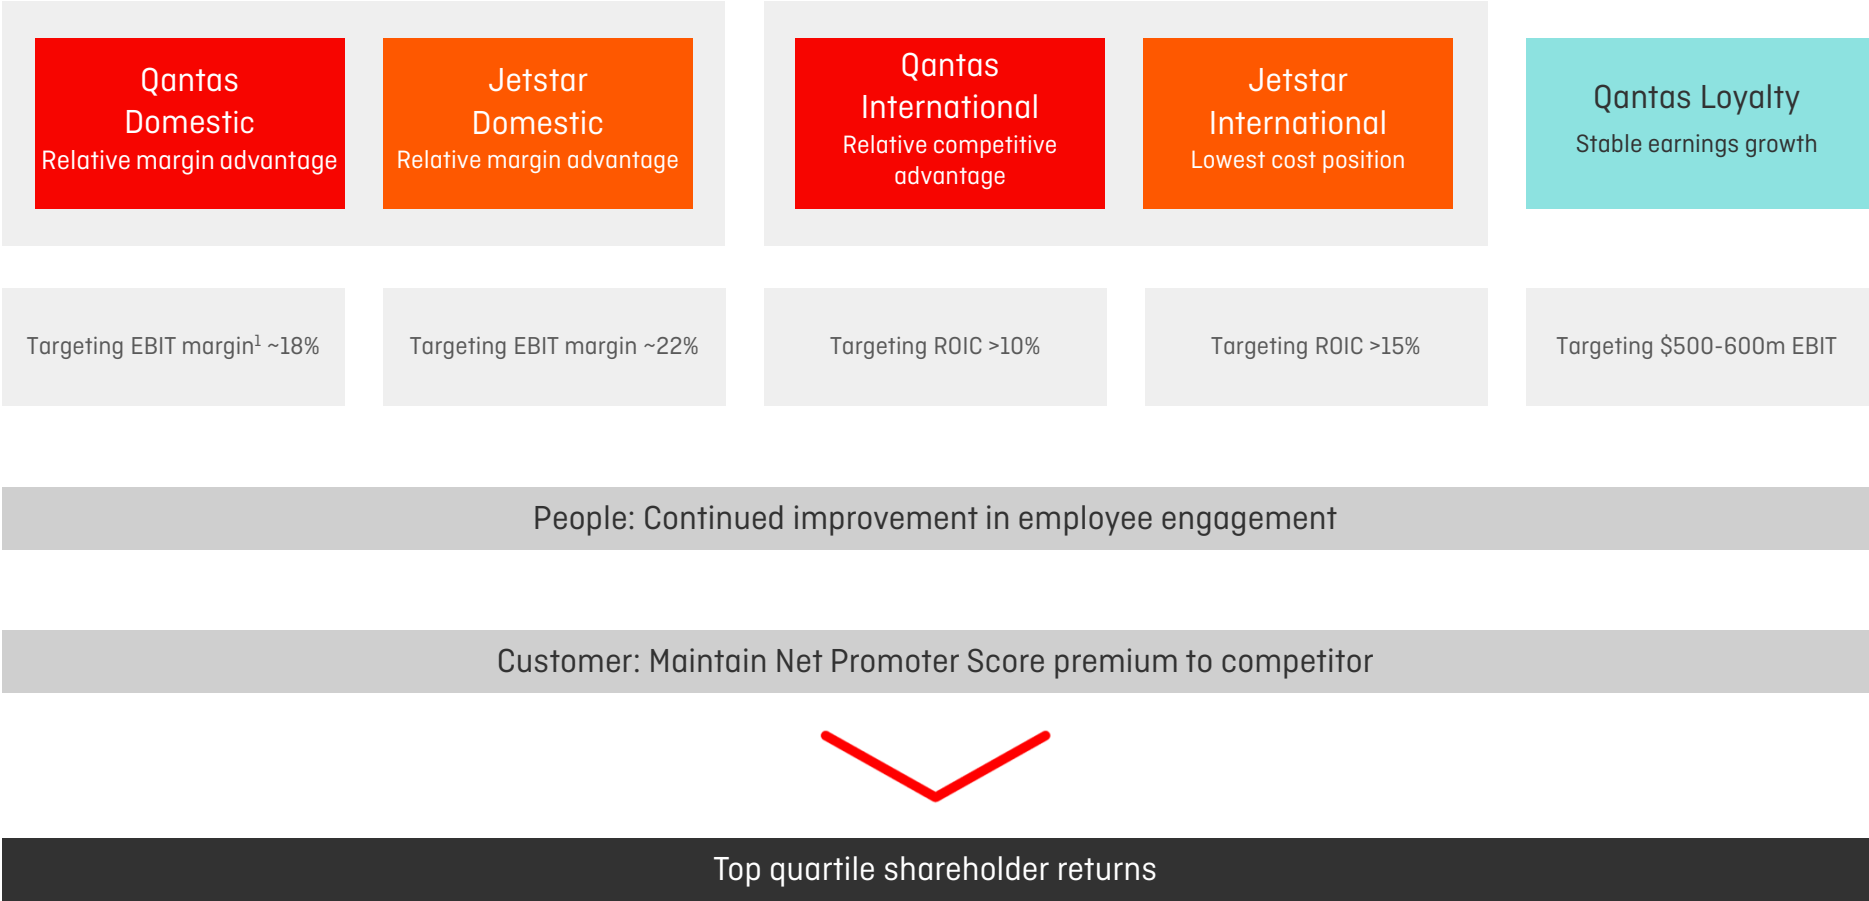 Qantas
Domestic
Relative margin advantage
Jetstar
Domestic
Relative margin advantage
Qantas
International
Relative competitive
advantage
Jetstar
International
Lowest cost position
Qantas Loyalty
Stable earnings growth
Targeting EBIT margin¹ ~18%
Targeting EBIT margin ~22%
Targeting ROIC >10%
Targeting ROIC >15%
Targeting $500-600m EBIT
People: Continued improvement in employee engagement
Customer: Maintain Net Promoter Score premium to competitor
Top quartile shareholder returns